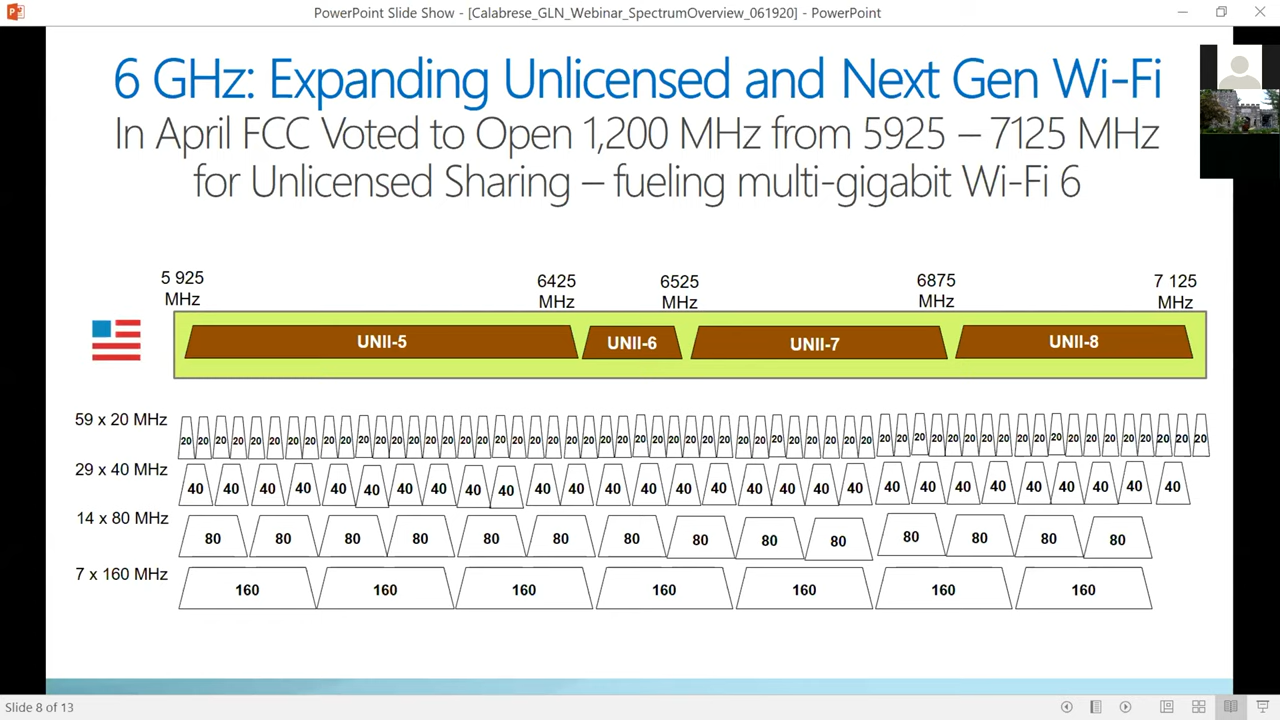 PowerPoint Slide Show - [Calabrese_GLN_Webinar_SpectrumOverview_061920] - PowerPoint
6 GHz: Expanding Unlicensed and Next Gen Wi-Fi
In April FCC Voted to Open 1,200 MHz from 5925 – 7125 MHz
for Unlicensed Sharing – fueling multi-gigabit Wi-Fi 6
5 925 6425 6525 6875 7 125
MHz MHz MHz MHz MHz
UNII-5 UNII-6 UNII-7 UNII-8
59 x 20 MHz 20 20 20 20 20 20 20 20 20 20 20 20 20 20 20 20 20 20 20 20 20 20 20 20 20 20 20 20 20 20 20 20 20 20 20 20 20 20 20 20 20 20 20 20 20 20 20 20 20 20 20 20 20 20 20 20 20 20 20
29 x 40 MHz 40 40 40 40 40 40 40 40 40 40 40 40 40 40 40 40 40 40 40 40 40 40 40 40 40 40 40 40 40
14 x 80 MHz 80 80 80 80 80 80 80 80 80 80 80 80 80 80
7 x 160 MHz 160 160 160 160 160 160 160
Slide 8 of 13